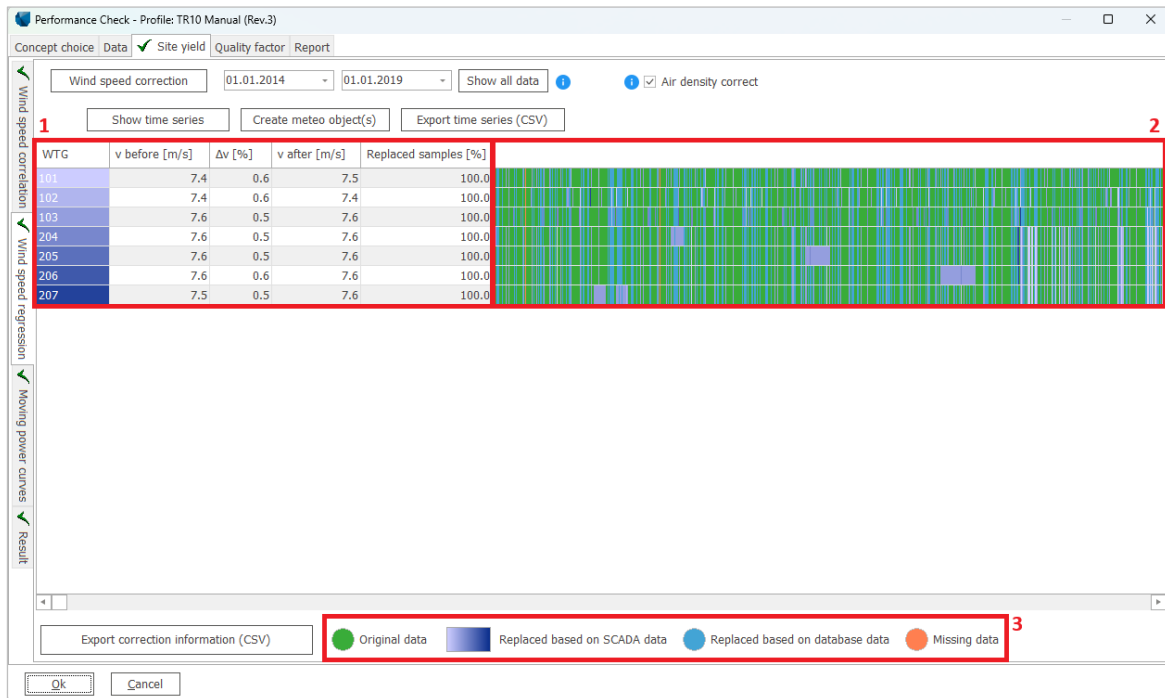 Performance Check - Profile: TR10 Manual (Rev.3)
Concept choice Data Site yield Quality factor Report
Wind speed correction 01.01.2014 01.01.2019 Show all data i i Air density correct
Show time series Create meteo object(s) Export time series (CSV)
1 2
WTG v before [m/s] Δv [%] v after [m/s] Replaced samples [%]
101 7.4 0.6 7.5 100.0
102 7.4 0.6 7.4 100.0
103 7.6 0.5 7.6 100.0
204 7.6 0.5 7.6 100.0
205 7.6 0.5 7.6 100.0
206 7.6 0.6 7.6 100.0
207 7.5 0.5 7.6 100.0
Wind speed correlation
Wind speed regression
Moving power curves
Result
3
Export correction information (CSV) Original data Replaced based on SCADA data Replaced based on database data Missing data
Ok Cancel